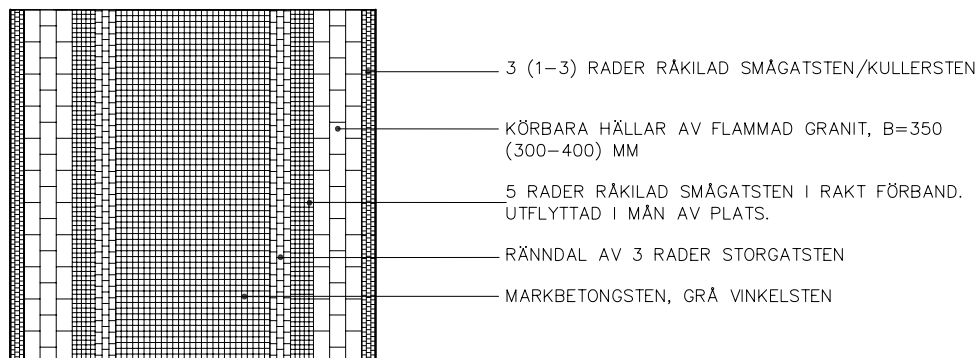 3 (1-3) RADER RÅKILAD SMÅGATSTEN/KULLERSTEN
KÖRBARA HÄLLAR AV FLAMMAD GRANIT, B=350
(300-400) MM
5 RADER RÅKILAD SMÅGATSTEN I RAKT FÖRBAND.
UTFLYTTAD I MÅN AV PLATS.
RÄNNDAL AV 3 RADER STORGATSTEN
MARKBETONGSTEN, GRÅ VINKELSTEN